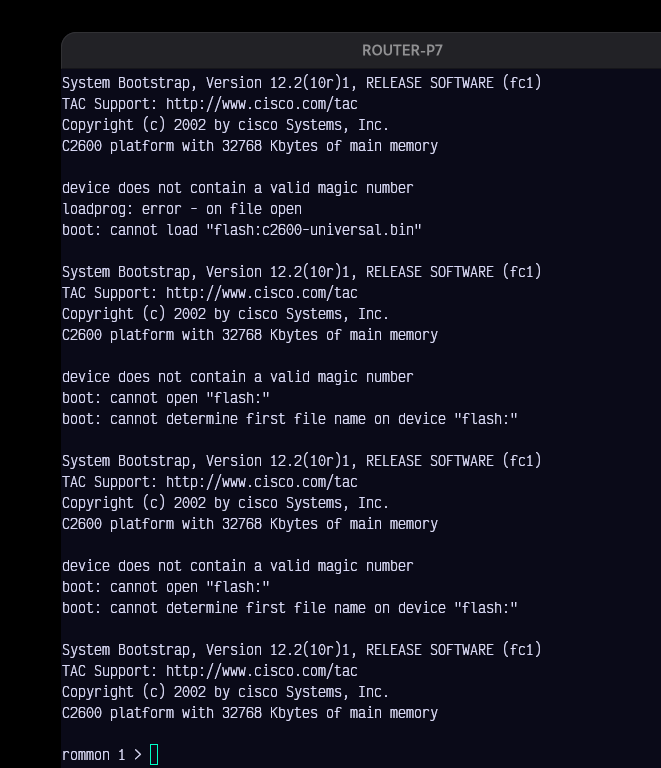 ROUTER-P7
System Bootstrap, Version 12.2(10r)1, RELEASE SOFTWARE (fc1)
TAC Support: http://www.cisco.com/tac
Copyright (c) 2002 by cisco Systems, Inc.
C2600 platform with 32768 Kbytes of main memory
device does not contain a valid magic number
loadprog: error - on file open
boot: cannot load "flash:c2600-universal.bin"
System Bootstrap, Version 12.2(10r)1, RELEASE SOFTWARE (fc1)
TAC Support: http://www.cisco.com/tac
Copyright (c) 2002 by cisco Systems, Inc.
C2600 platform with 32768 Kbytes of main memory
device does not contain a valid magic number
boot: cannot open "flash:"
boot: cannot determine first file name on device "flash:"
System Bootstrap, Version 12.2(10r)1, RELEASE SOFTWARE (fc1)
TAC Support: http://www.cisco.com/tac
Copyright (c) 2002 by cisco Systems, Inc.
C2600 platform with 32768 Kbytes of main memory
device does not contain a valid magic number
boot: cannot open "flash:"
boot: cannot determine first file name on device "flash:"
System Bootstrap, Version 12.2(10r)1, RELEASE SOFTWARE (fc1)
TAC Support: http://www.cisco.com/tac
Copyright (c) 2002 by cisco Systems, Inc.
C2600 platform with 32768 Kbytes of main memory
rommon 1 >